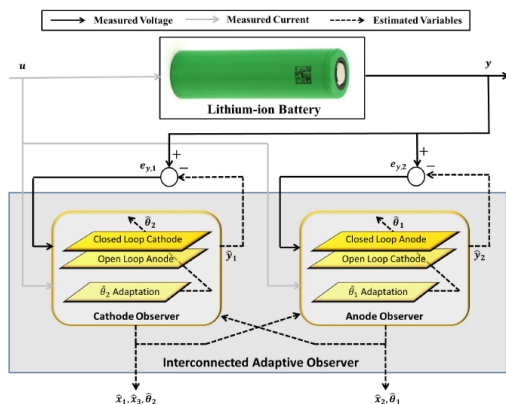 Measured Voltage Measured Current Estimated Variables
u
y
Lithium-ion Battery
+
−
e_{y,1}
+
−
e_{y,2}
θ̂₂
Closed Loop Cathode
Open Loop Anode
θ̂₂ Adaptation
Cathode Observer
ŷ₁
θ̂₁
Closed Loop Anode
Open Loop Cathode
θ̂₁ Adaptation
Anode Observer
ŷ₂
Interconnected Adaptive Observer
x̂₁, x̂₃, θ̂₂
x̂₂, θ̂₁